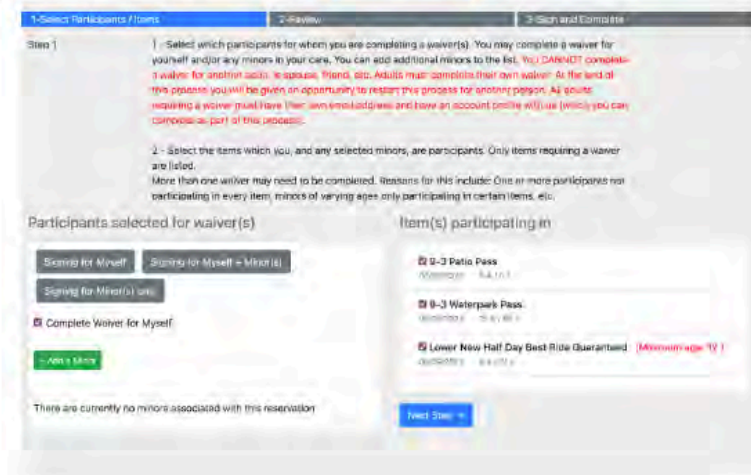 1-Select Participants / Items
2-Review
3-Sign and Complete
Step 1
1 - Select which participants for whom you are completing a waiver(s). You may complete a waiver for
yourself and/or any minors in your care. You can add additional minors to the list. You CANNOT complete
a waiver for another adult, ie spouse, friend, etc. Adults must complete their own waiver. At the end of
this process you will be given an opportunity to restart this process for another person. All adults
requiring a waiver must have their own email address and have an account profile with us (which you can
complete as part of this process).
2 - Select the items which you, and any selected minors, are participants. Only items requiring a waiver
are listed.
More than one waiver may need to be completed. Reasons for this include: One or more participants not
participating in every item, minors of varying ages only participating in certain items, etc.
Participants selected for waiver(s)
Signing for Myself
Signing for Myself + Minor(s)
Signing for Minor(s) only
Complete Waiver for Myself
+ Add a Minor
There are currently no minors associated with this reservation
Item(s) participating in
9-3 Patio Pass
9-3 Waterpark Pass
Lower New Half Day Best Ride Guaranteed (Minimum age: 12 )
Next Step